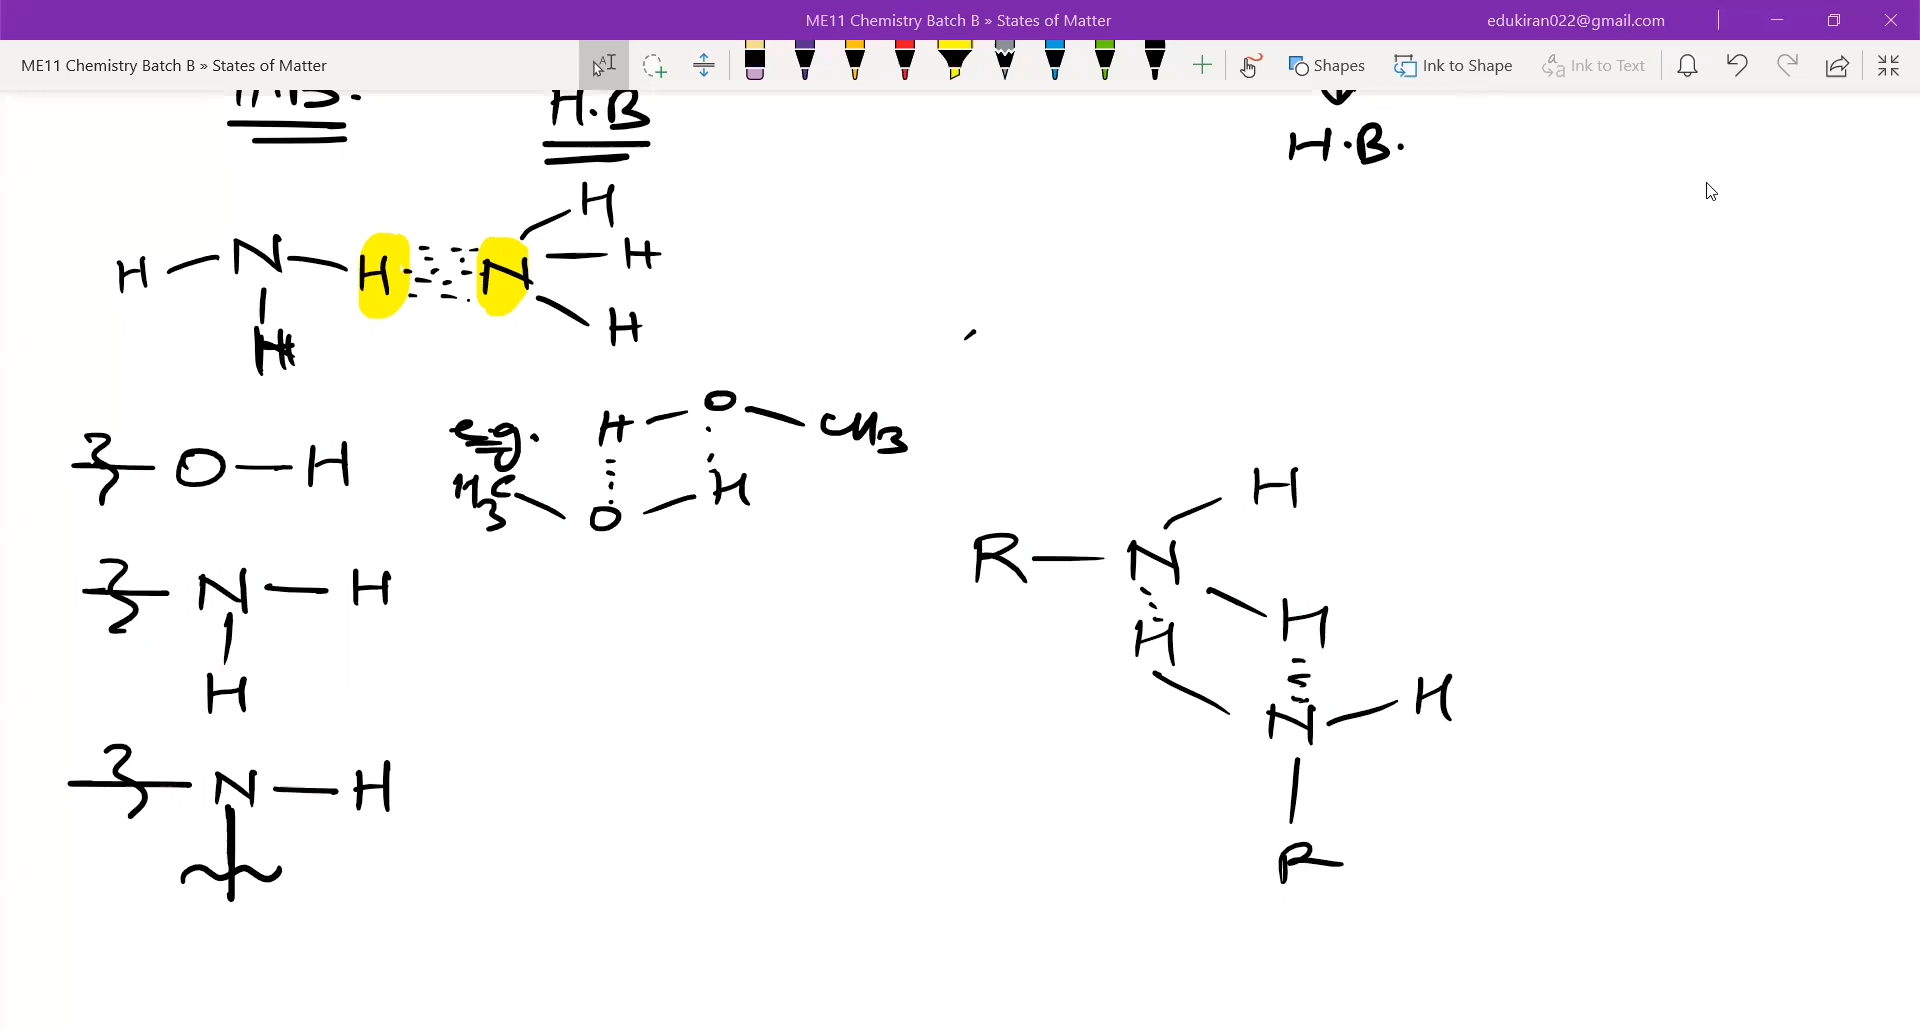 ME11 Chemistry Batch B » States of Matter
edukiran022@gmail.com
ME11 Chemistry Batch B » States of Matter
Shapes
Ink to Shape
Ink to Text
H.B
H.B.
H
H N H N H
H H
e.g. H O CH3
O H
H3C O H
N H
H
N H
R N H
H H
N H
R